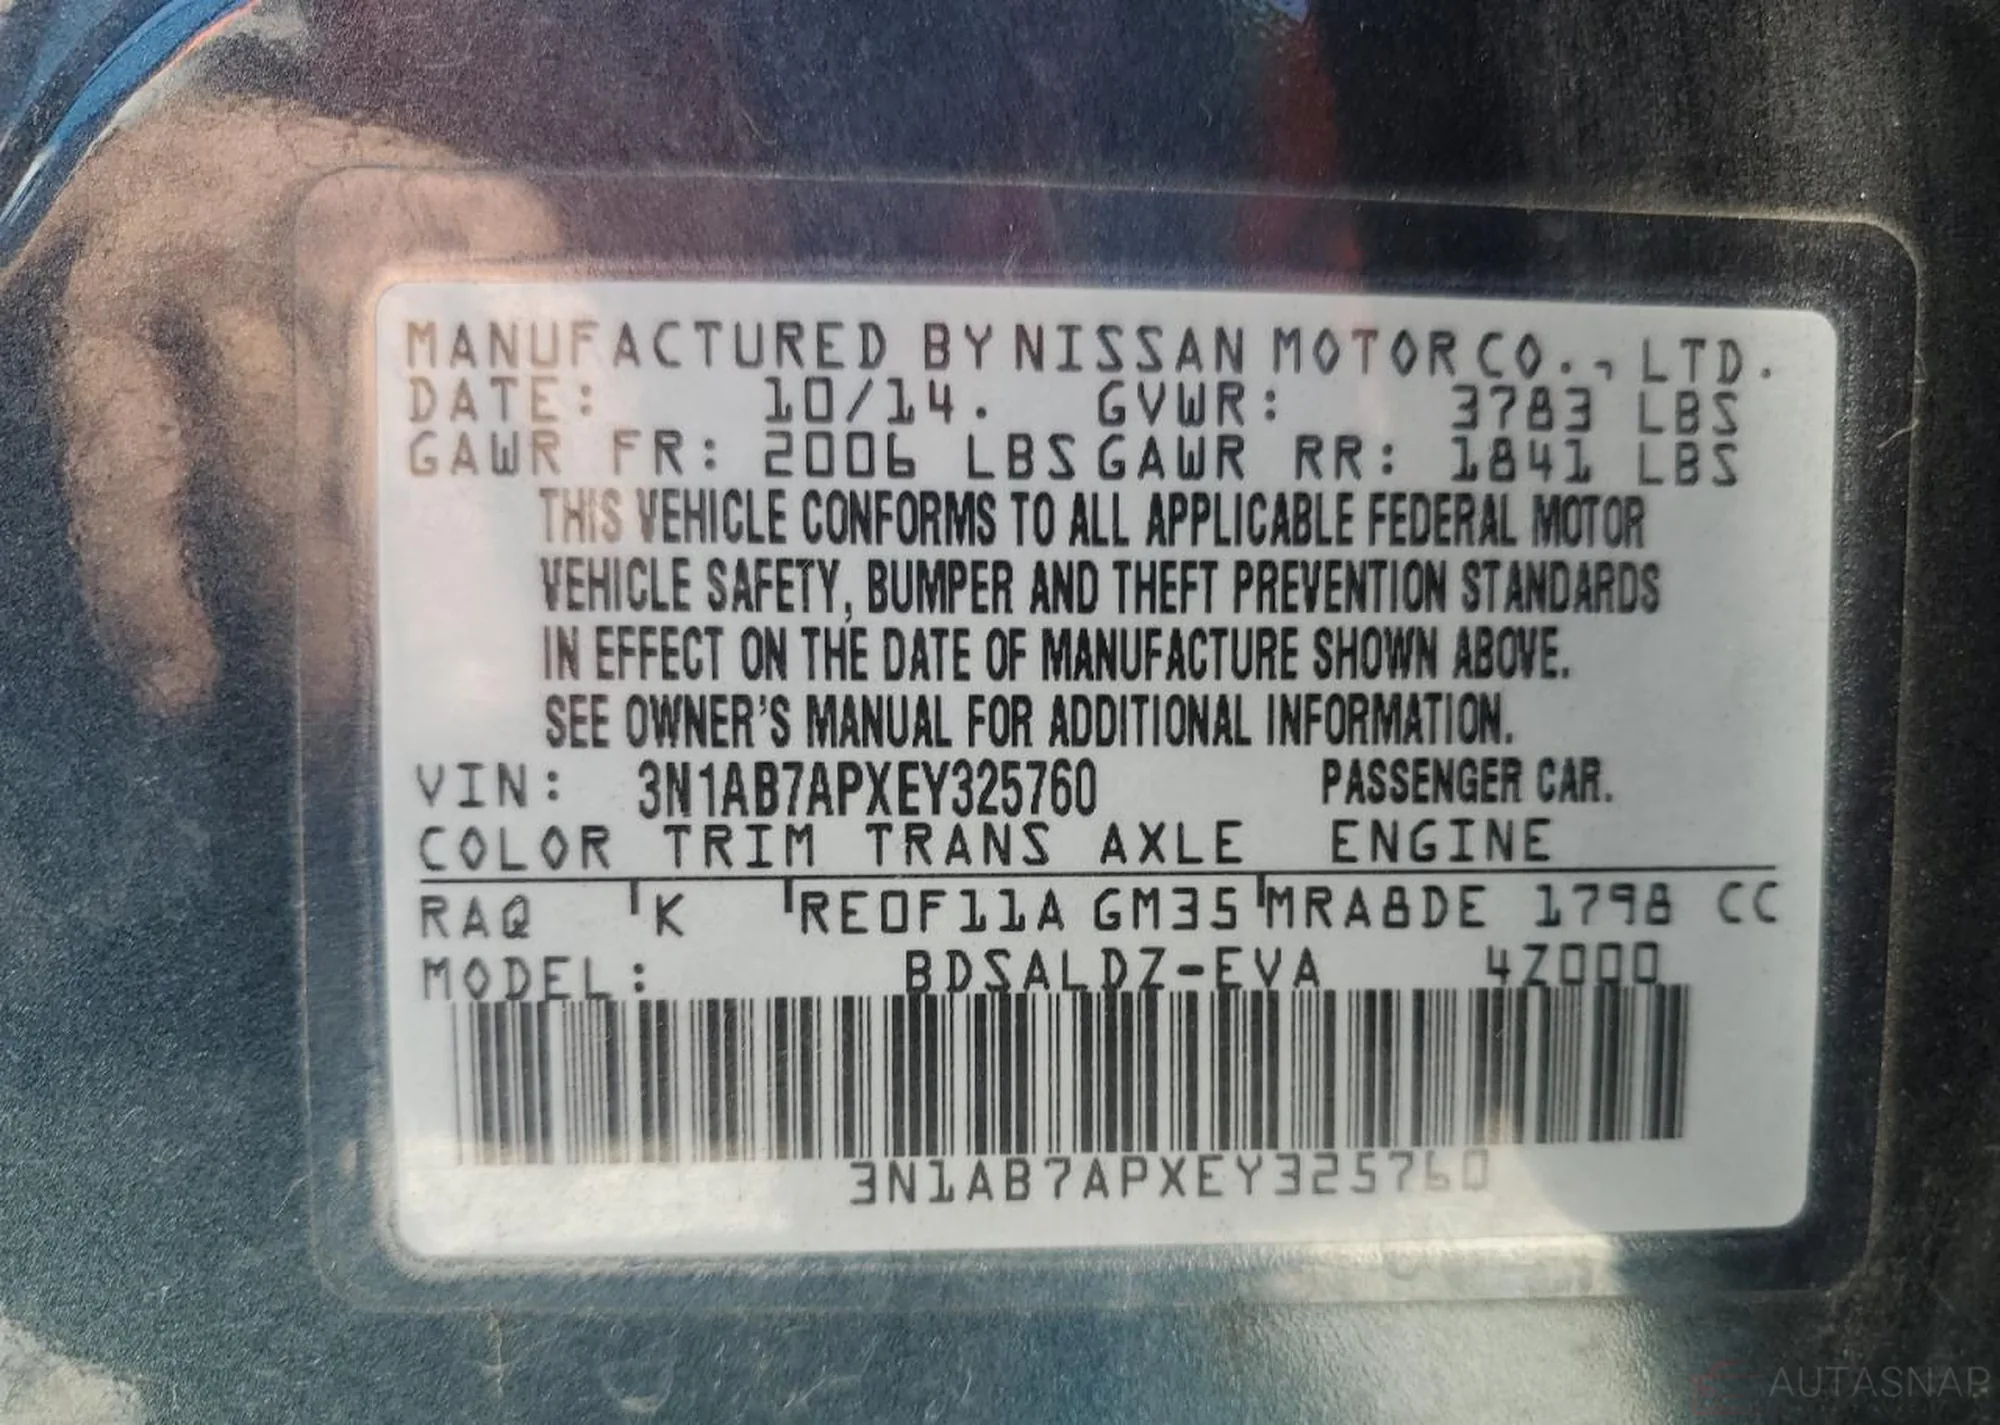 MANUFACTURED BY NISSAN MOTOR CO., LTD.
DATE: 10/14. GVWR: 3783 LBS
GAWR FR: 2006 LBS GAWR RR: 1841 LBS
THIS VEHICLE CONFORMS TO ALL APPLICABLE FEDERAL MOTOR
VEHICLE SAFETY, BUMPER AND THEFT PREVENTION STANDARDS
IN EFFECT ON THE DATE OF MANUFACTURE SHOWN ABOVE.
SEE OWNER'S MANUAL FOR ADDITIONAL INFORMATION.
VIN: 3N1AB7APXEY325760 PASSENGER CAR.
COLOR TRIM TRANS AXLE ENGINE
RAQ K RE0F11A GM35 MRA8DE 1798 CC
MODEL: BDSALDZ-EVA 4Z000
3N1AB7APXEY325760
AUTASNAP